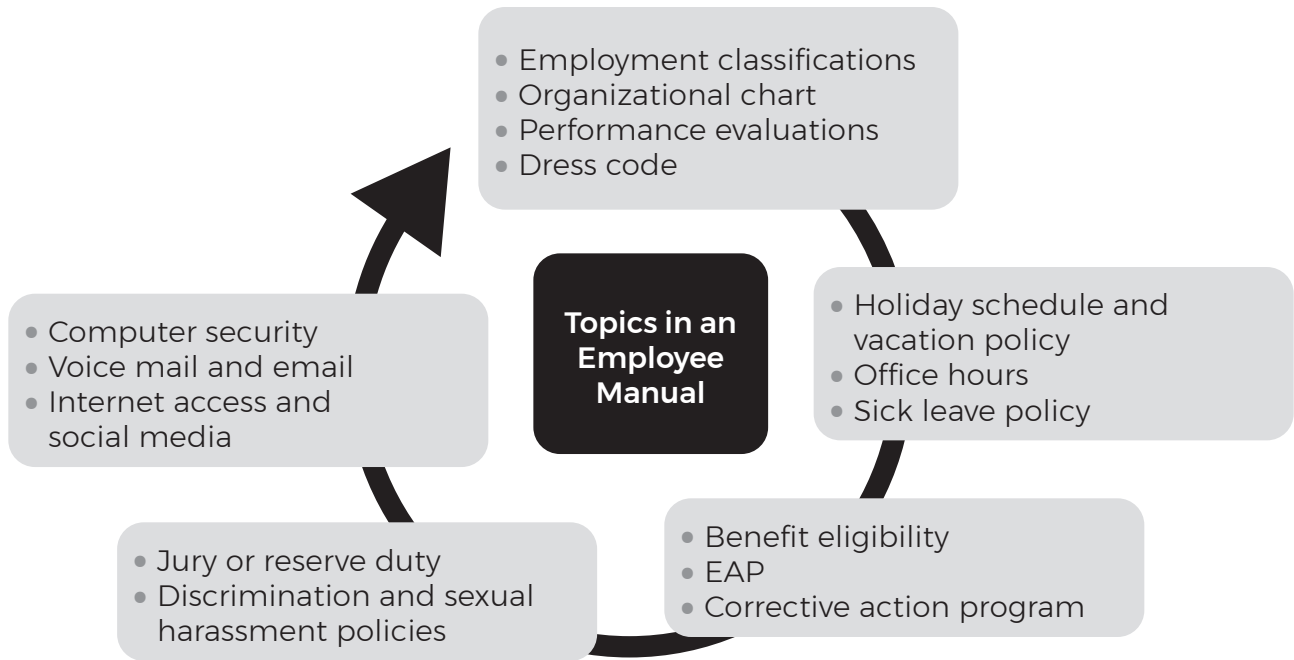 • Employment classifications
• Organizational chart
• Performance evaluations
• Dress code
Topics in an
Employee
Manual
• Holiday schedule and
vacation policy
• Office hours
• Sick leave policy
• Benefit eligibility
• EAP
• Corrective action program
• Jury or reserve duty
• Discrimination and sexual
harassment policies
• Computer security
• Voice mail and email
• Internet access and
social media